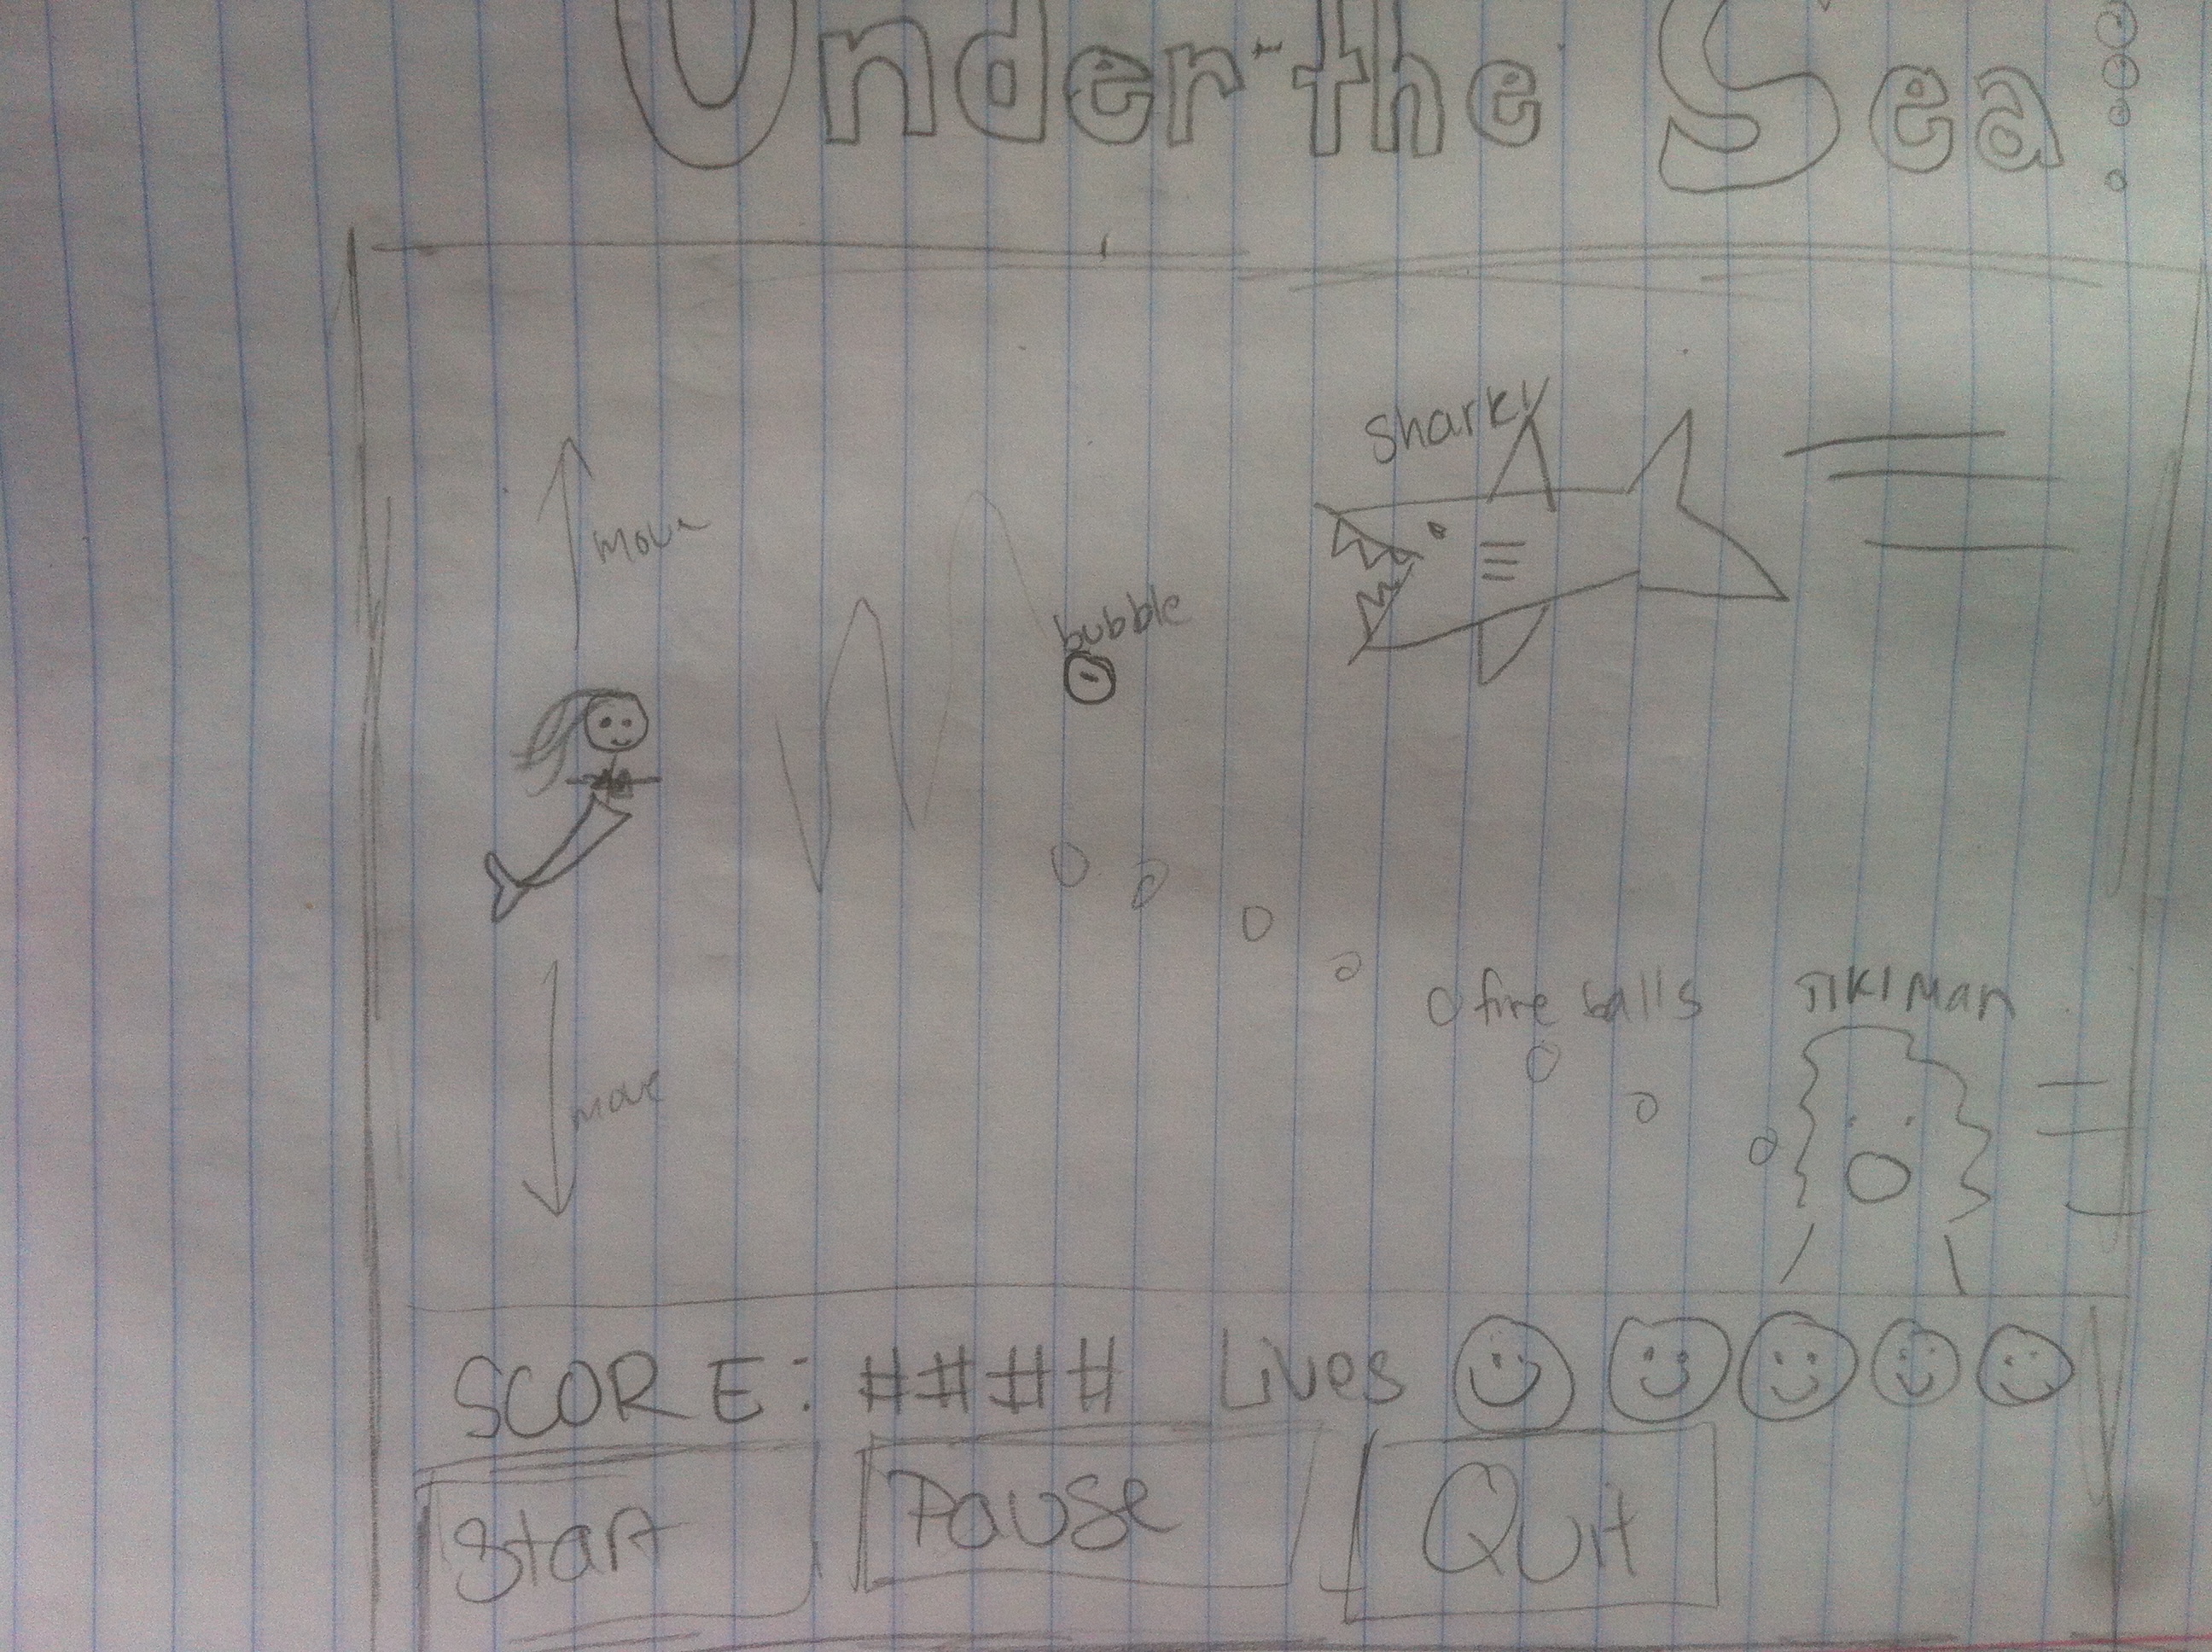 Under the Sea
Sharky
move
bubble
fire balls
TIKI Man
move
SCORE: #### Lives
Start
Pause
Quit